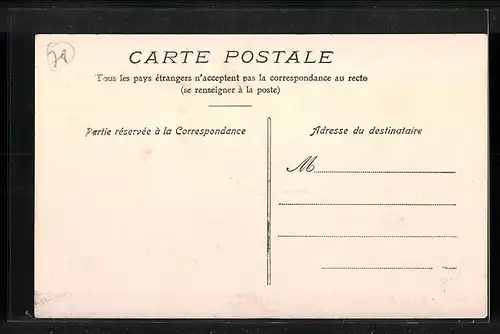 CARTE POSTALE
Tous les pays étrangers n'acceptent pas la correspondance au recto
(se renseigner à la poste)
Partie réservée à la Correspondance
Adresse du destinataire
M